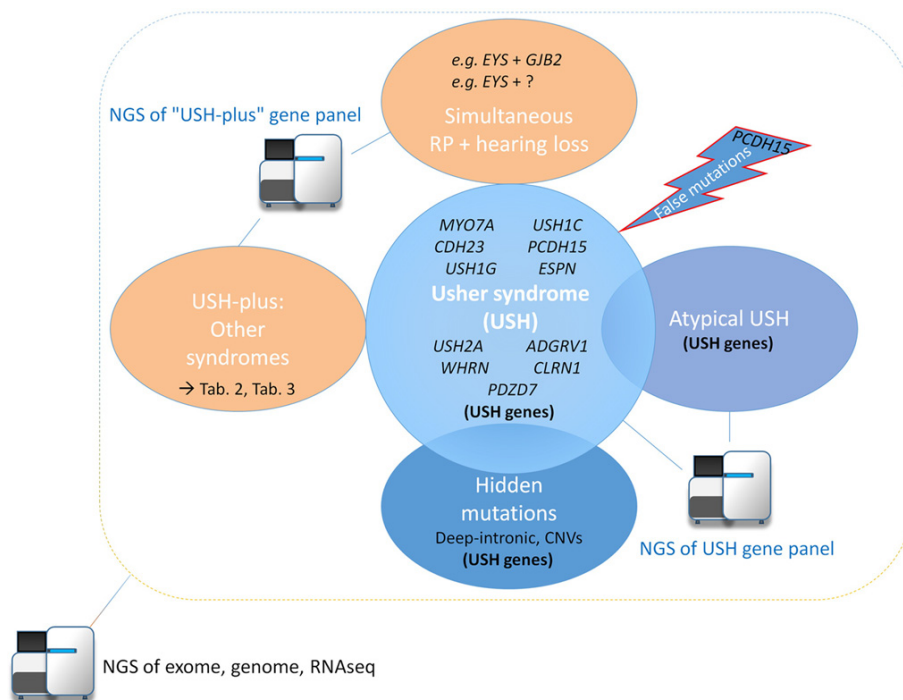 e.g. EYS + GJB2
e.g. EYS + ?
Simultaneous
RP + hearing loss
NGS of "USH-plus" gene panel
PCDH15
False mutations
MYO7A USH1C
CDH23 PCDH15
USH1G ESPN
Usher syndrome
(USH)
USH2A ADGRV1
WHRN CLRN1
PDZD7
(USH genes)
USH-plus:
Other
syndromes
→ Tab. 2, Tab. 3
Atypical USH
(USH genes)
Hidden
mutations
Deep-intronic, CNVs
(USH genes)
NGS of USH gene panel
NGS of exome, genome, RNAseq